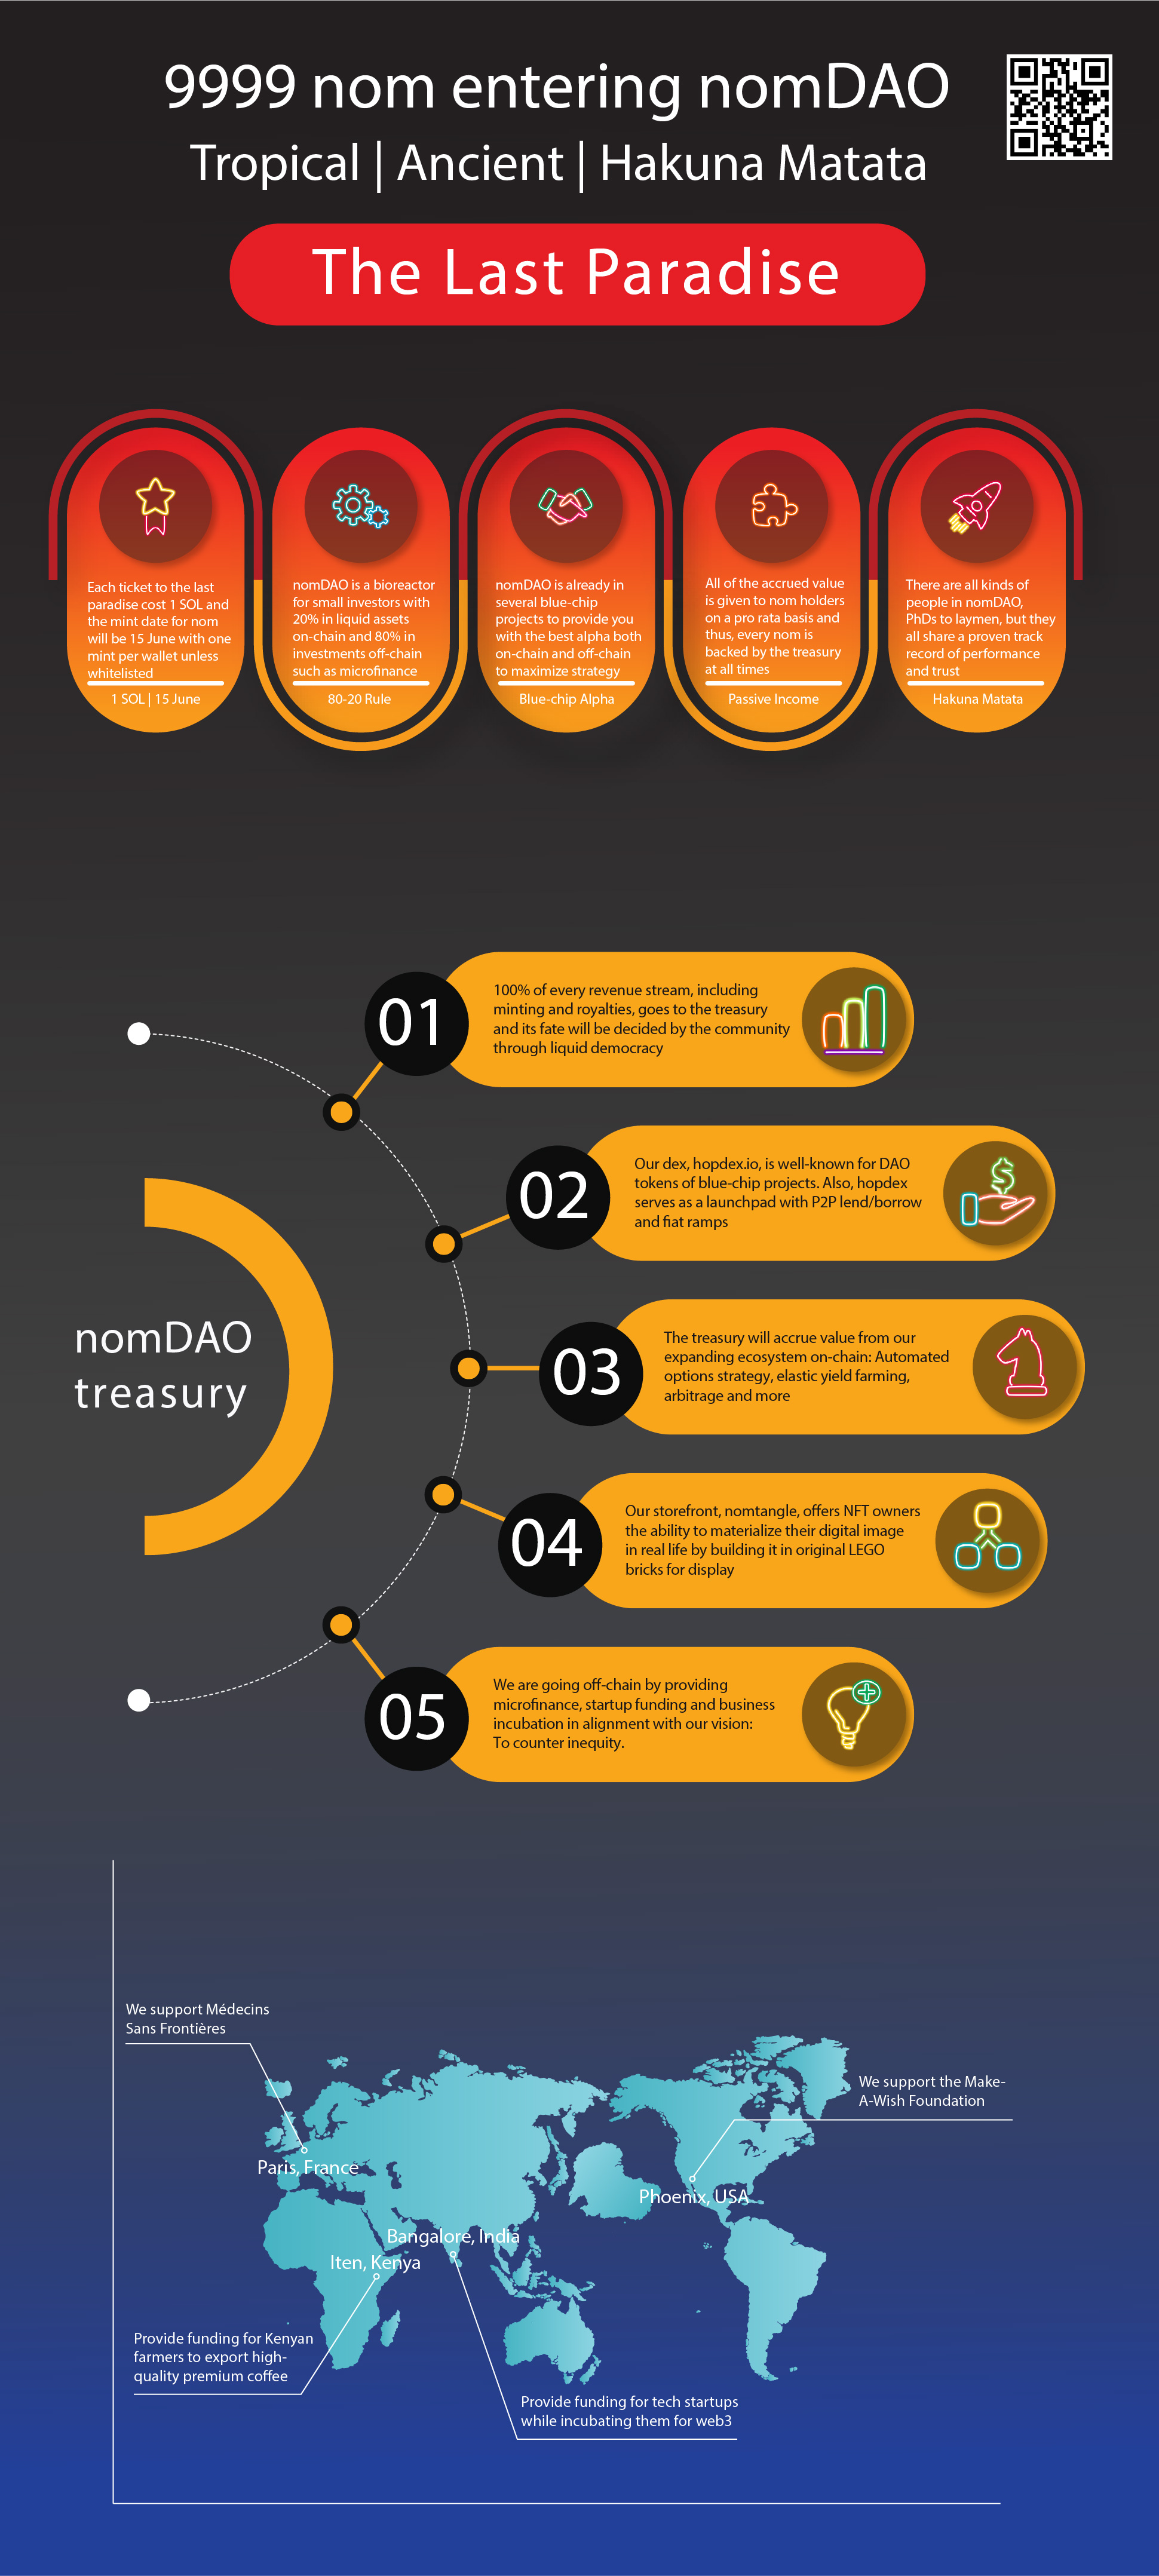 9999 nom entering nomDAO
Tropical | Ancient | Hakuna Matata
The Last Paradise
Each ticket to the last
paradise cost 1 SOL and
the mint date for nom
will be 15 June with one
mint per wallet unless
whitelisted
1 SOL | 15 June
nomDAO is a bioreactor
for small investors with
20% in liquid assets
on-chain and 80% in
investments off-chain
such as microfinance
80-20 Rule
nomDAO is already in
several blue-chip
projects to provide you
with the best alpha both
on-chain and off-chain
to maximize strategy
Blue-chip Alpha
All of the accrued value
is given to nom holders
on a pro rata basis and
thus, every nom is
backed by the treasury
at all times
Passive Income
There are all kinds of
people in nomDAO,
PhDs to laymen, but they
all share a proven track
record of performance
and trust
Hakuna Matata
nomDAO
treasury
01
100% of every revenue stream, including
minting and royalties, goes to the treasury
and its fate will be decided by the community
through liquid democracy
02
Our dex, hopdex.io, is well-known for DAO
tokens of blue-chip projects. Also, hopdex
serves as a launchpad with P2P lend/borrow
and fiat ramps
03
The treasury will accrue value from our
expanding ecosystem on-chain: Automated
options strategy, elastic yield farming,
arbitrage and more
04
Our storefront, nomtangle, offers NFT owners
the ability to materialize their digital image
in real life by building it in original LEGO
bricks for display
05
We are going off-chain by providing
microfinance, startup funding and business
incubation in alignment with our vision:
To counter inequity.
We support Médecins
Sans Frontières
Paris, France
We support the Make-
A-Wish Foundation
Phoenix, USA
Bangalore, India
Iten, Kenya
Provide funding for Kenyan
farmers to export high-
quality premium coffee
Provide funding for tech startups
while incubating them for web3